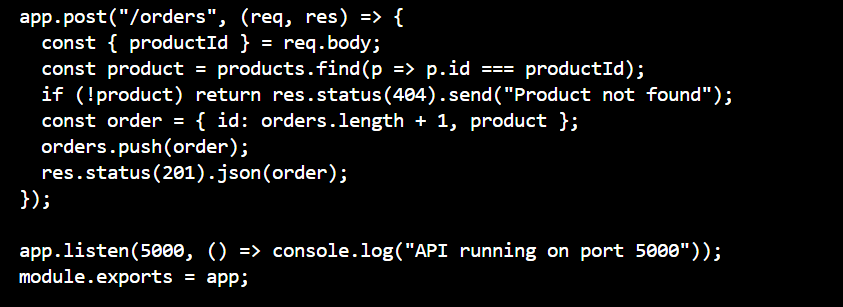 app.post("/orders", (req, res) => {
  const { productId } = req.body;
  const product = products.find(p => p.id === productId);
  if (!product) return res.status(404).send("Product not found");
  const order = { id: orders.length + 1, product };
  orders.push(order);
  res.status(201).json(order);
});

app.listen(5000, () => console.log("API running on port 5000"));
module.exports = app;